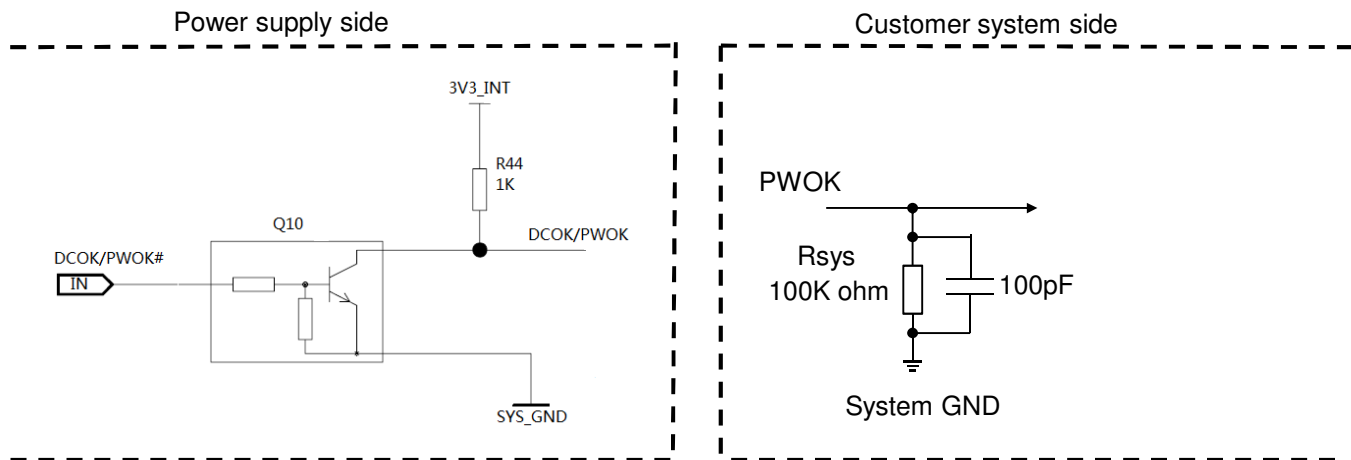 Power supply side
Customer system side
3V3_INT
R44
1K
Q10
DCOK/PWOK
DCOK/PWOK#
IN
SYS_GND
PWOK
Rsys
100K ohm
100pF
System GND